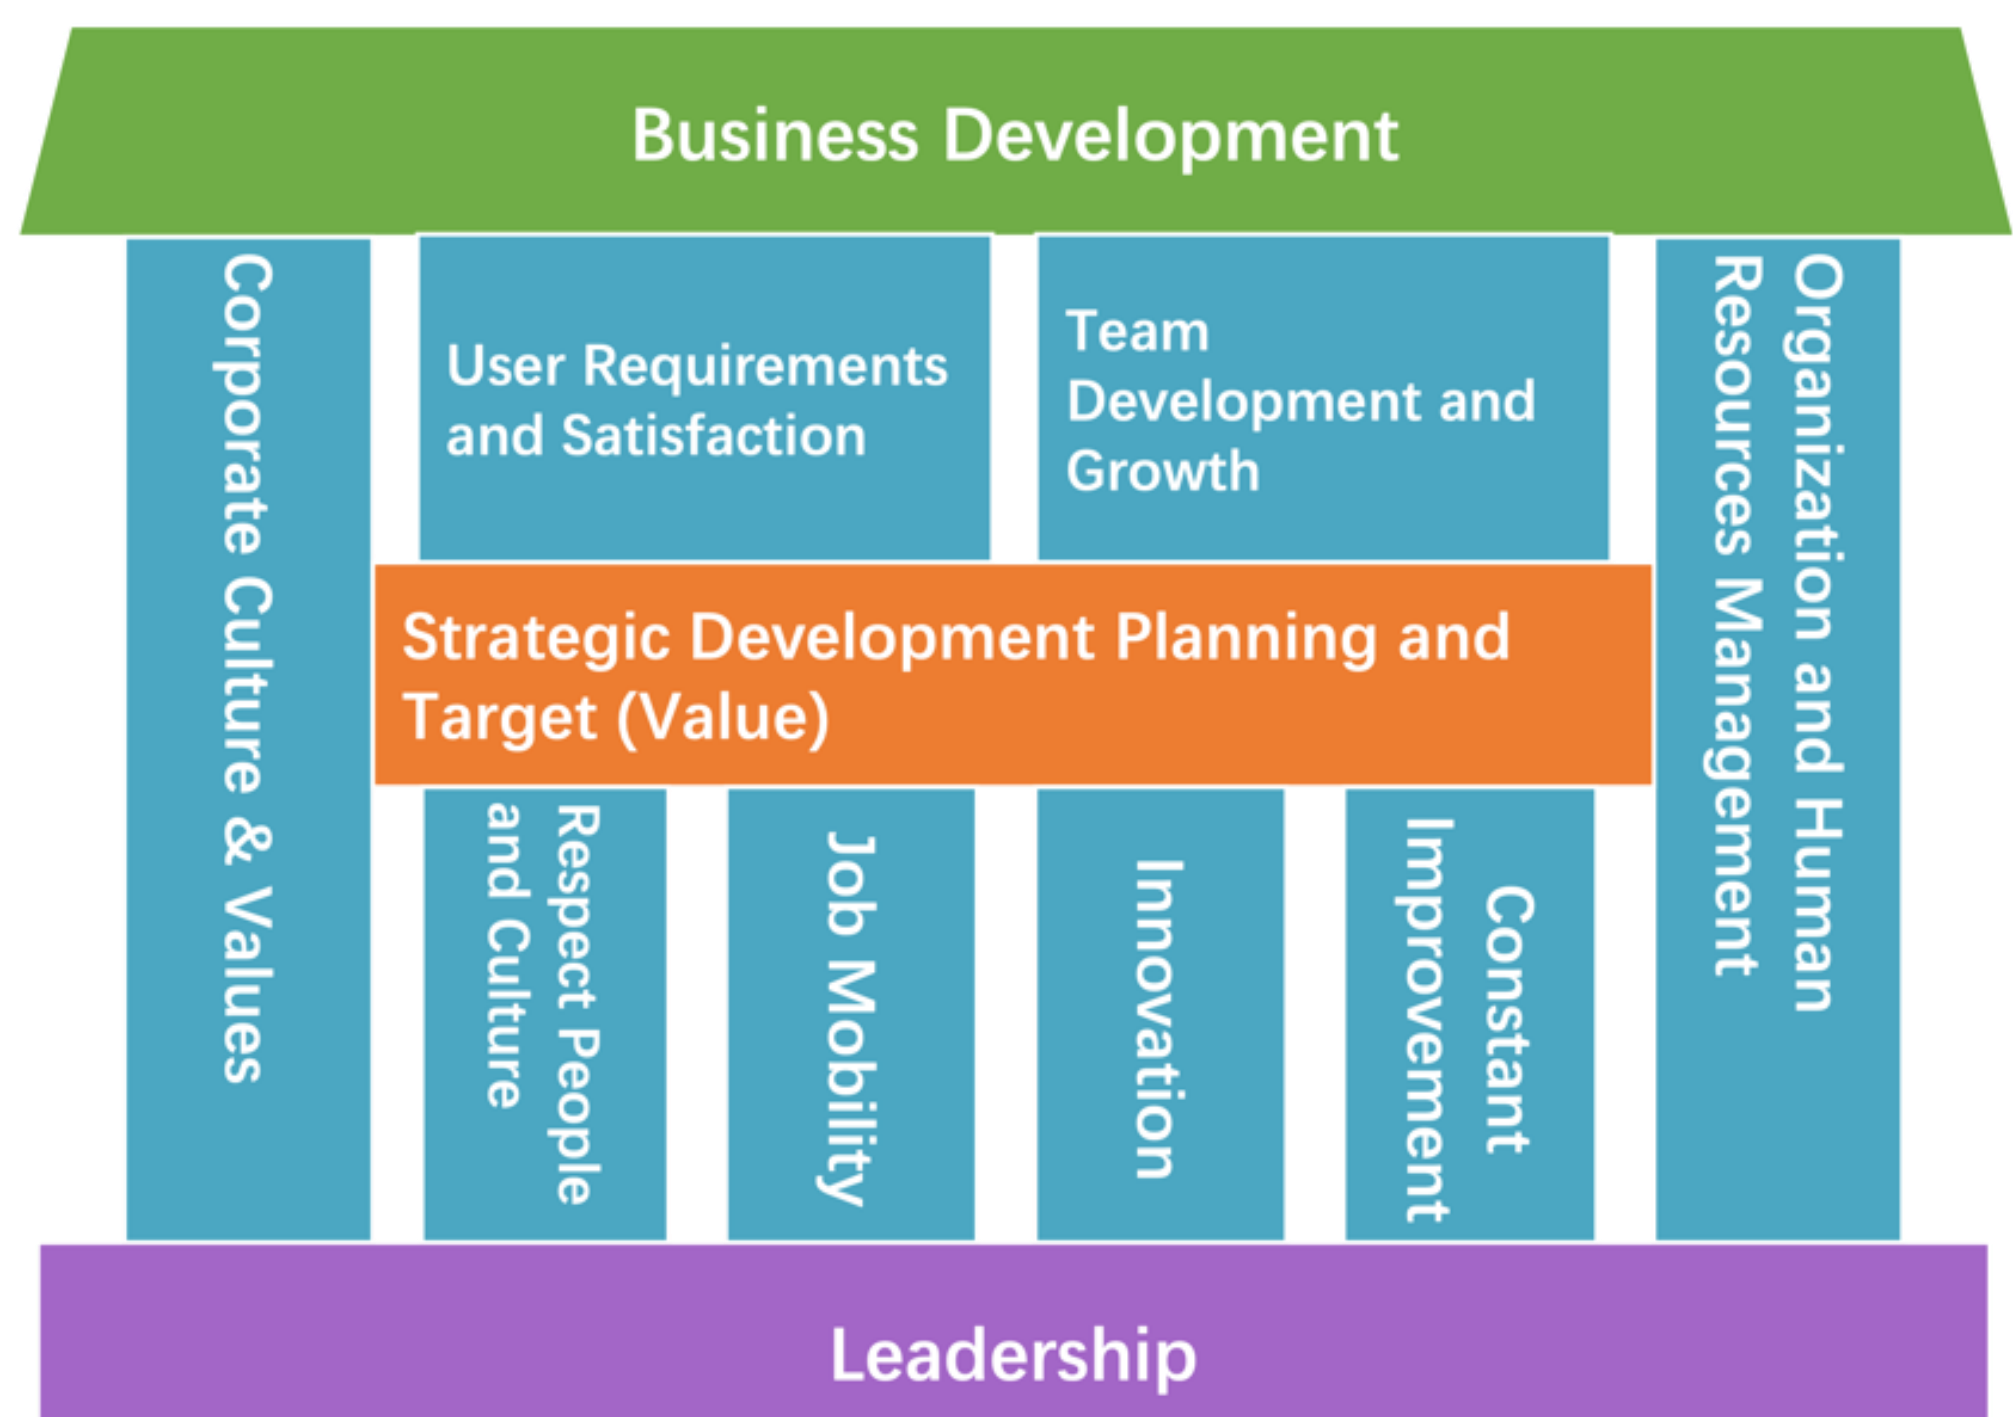 Business Development
Corporate Culture & Values
User Requirements
and Satisfaction
Team
Development and
Growth
Organization and Human
Resources Management
Strategic Development Planning and
Target (Value)
Respect People
and Culture
Job Mobility
Innovation
Constant
Improvement
Leadership